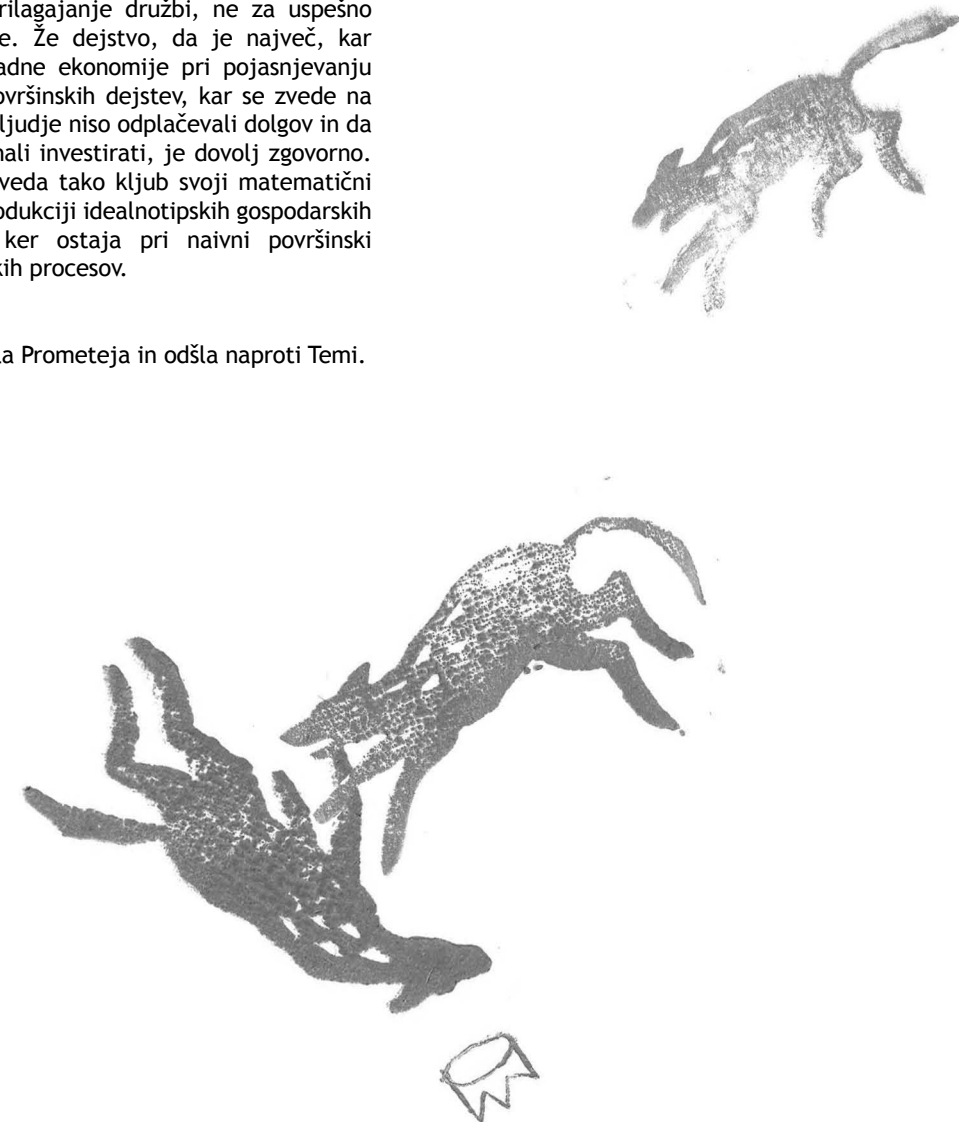 rilagajanje družbi, ne za uspešno
e. Že dejstvo, da je največ, kar
adne ekonomije pri pojasnjevanju
ovršinskih dejstev, kar se zvede na
ljudje niso odplačevali dolgov in da
nali investirati, je dovolj zgovorno.
veda tako kljub svoji matematični
odukciji idealnotipskih gospodarskih
ker ostaja pri naivni površinski
kih procesov.
la Prometeja in odšla naproti Temi.